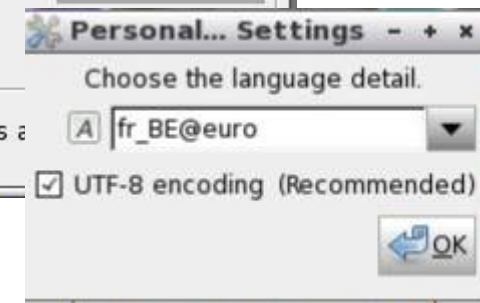 Personal... Settings
Choose the language detail.
s a
A fr_BE@euro
UTF-8 encoding (Recommended)
OK